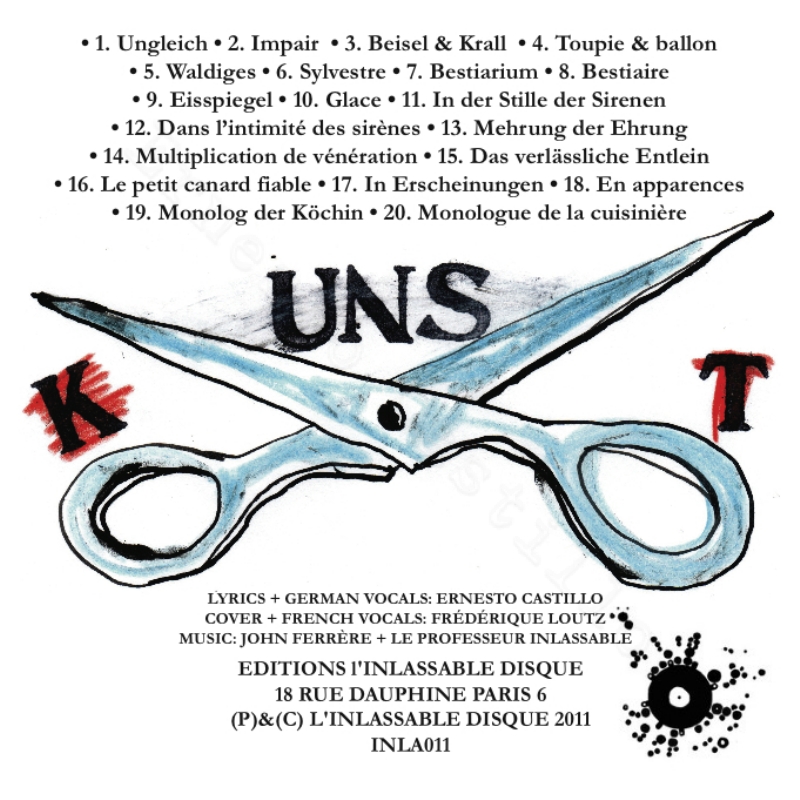 • 1. Ungleich • 2. Impair • 3. Beisel & Krall • 4. Toupie & ballon
• 5. Waldiges • 6. Sylvestre • 7. Bestiarium • 8. Bestiaire
• 9. Eisspiegel • 10. Glace • 11. In der Stille der Sirenen
• 12. Dans l'intimité des sirènes • 13. Mehrung der Ehrung
• 14. Multiplication de vénération • 15. Das verlässliche Entlein
• 16. Le petit canard fiable • 17. In Erscheinungen • 18. En apparences
• 19. Monolog der Köchin • 20. Monologue de la cuisinière
UNS
K
T
LYRICS + GERMAN VOCALS: ERNESTO CASTILLO
COVER + FRENCH VOCALS: FRÉDÉRIQUE LOUTZ
MUSIC: JOHN FERRÈRE + LE PROFESSEUR INLASSABLE
EDITIONS l'INLASSABLE DISQUE
18 RUE DAUPHINE PARIS 6
(P)&(C) L'INLASSABLE DISQUE 2011
INLA011